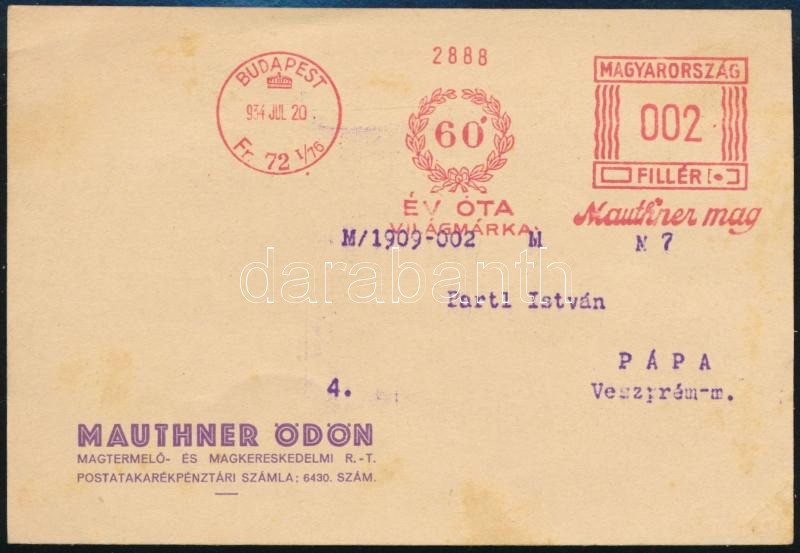 2888
BUDAPEST
934 JUL 20
Fr. 72 I/76
60
ÉV ÓTA
VILÁGMÁRKA
MAGYARORSZÁG
002
FILLÉR
Mauthner mag
M/1909-002 M N 7
darabanth
Partl István
PÁPA
Veszprém-m.
4.
MAUTHNER ÖDÖN
MAGTERMELŐ- ÉS MAGKERESKEDELMI R.-T.
POSTATAKARÉKPÉNZTÁRI SZÁMLA: 6430. SZÁM.